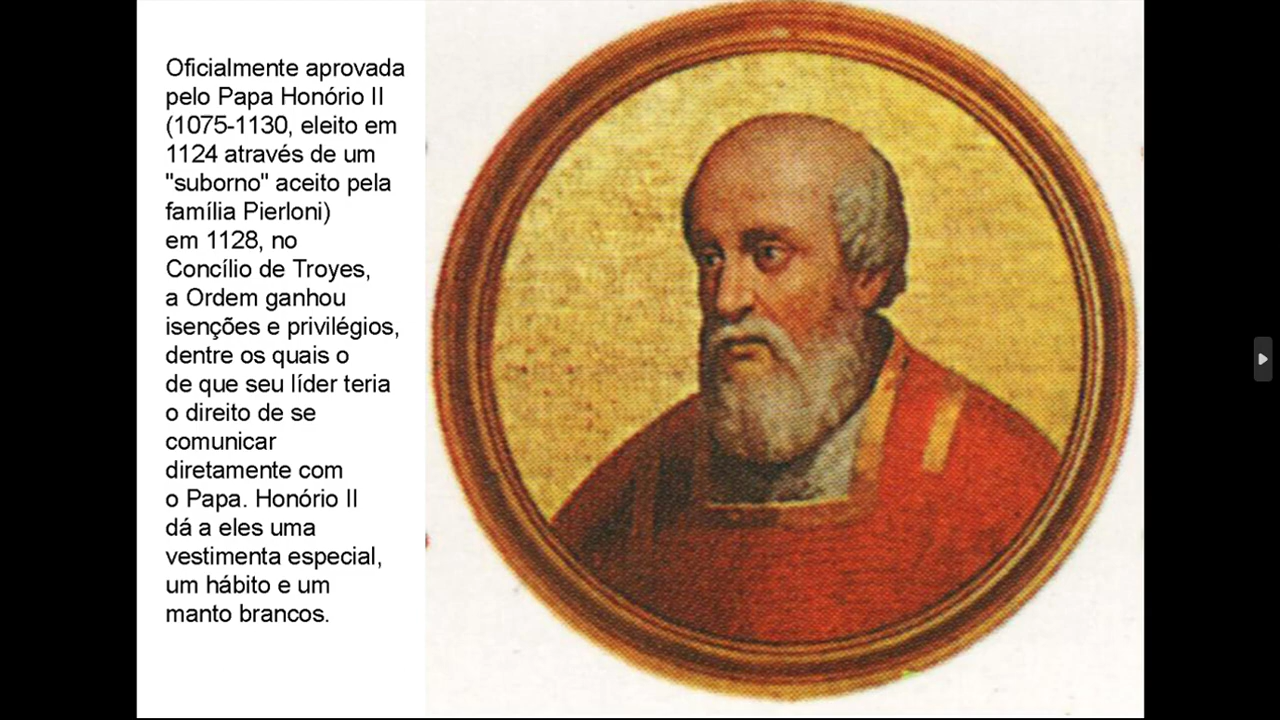 Oficialmente aprovada
pelo Papa Honório II
(1075-1130, eleito em
1124 através de um
"suborno" aceito pela
família Pierloni)
em 1128, no
Concílio de Troyes,
a Ordem ganhou
isenções e privilégios,
dentre os quais o
de que seu líder teria
o direito de se
comunicar
diretamente com
o Papa. Honório II
dá a eles uma
vestimenta especial,
um hábito e um
manto brancos.